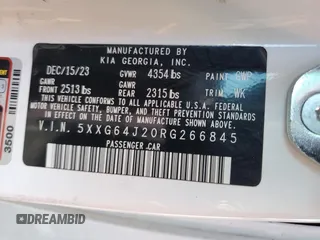 MANUFACTURED BY
KIA GEORGIA, INC.
DEC/15/23 GVWR 4354 lbs PAINT GWP
GAWR FRONT 2513 lbs GAWR REAR 2315 lbs TRIM WK
THIS VEHICLE CONFORMS TO ALL APPLICABLE U.S. FEDERAL
MOTOR VEHICLE SAFETY, BUMPER, AND THEFT PREVENTION
STANDARDS IN EFFECT ON THE DATE OF MANUFACTURE SHOWN ABOVE.
V.I.N. 5XXG64J20RG266845
PASSENGER CAR
3500
DREAMBID